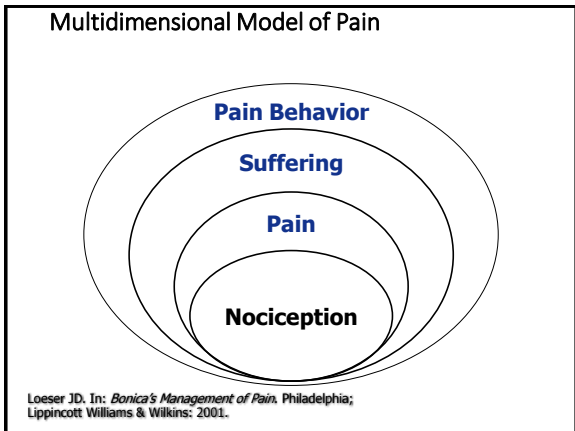 Multidimensional Model of Pain
Pain Behavior
Suffering
Pain
Nociception
Loeser JD. In: Bonica's Management of Pain. Philadelphia;
Lippincott Williams & Wilkins: 2001.